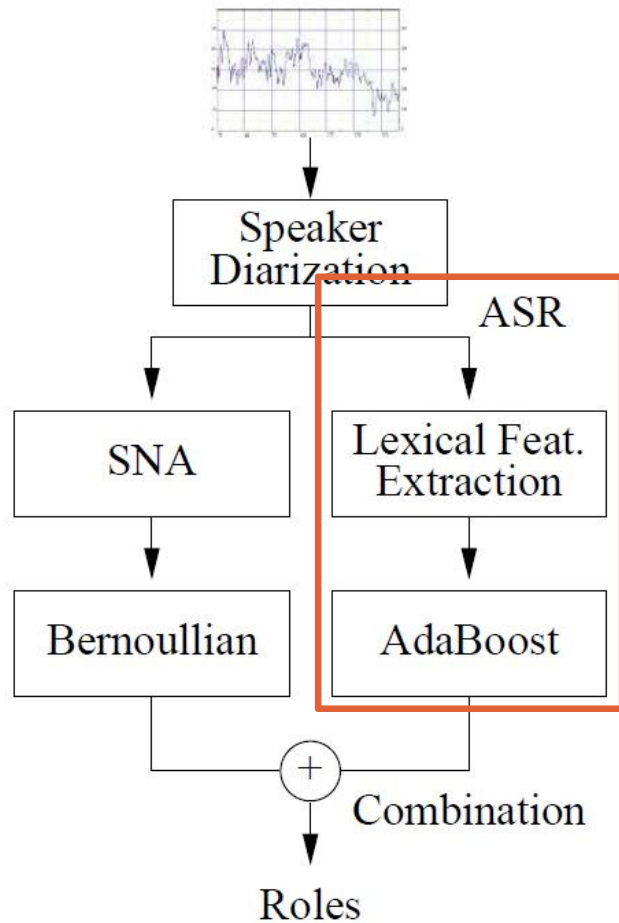 Speaker
Diarization
ASR
SNA
Lexical Feat.
Extraction
Bernoullian
AdaBoost
+
Combination
Roles